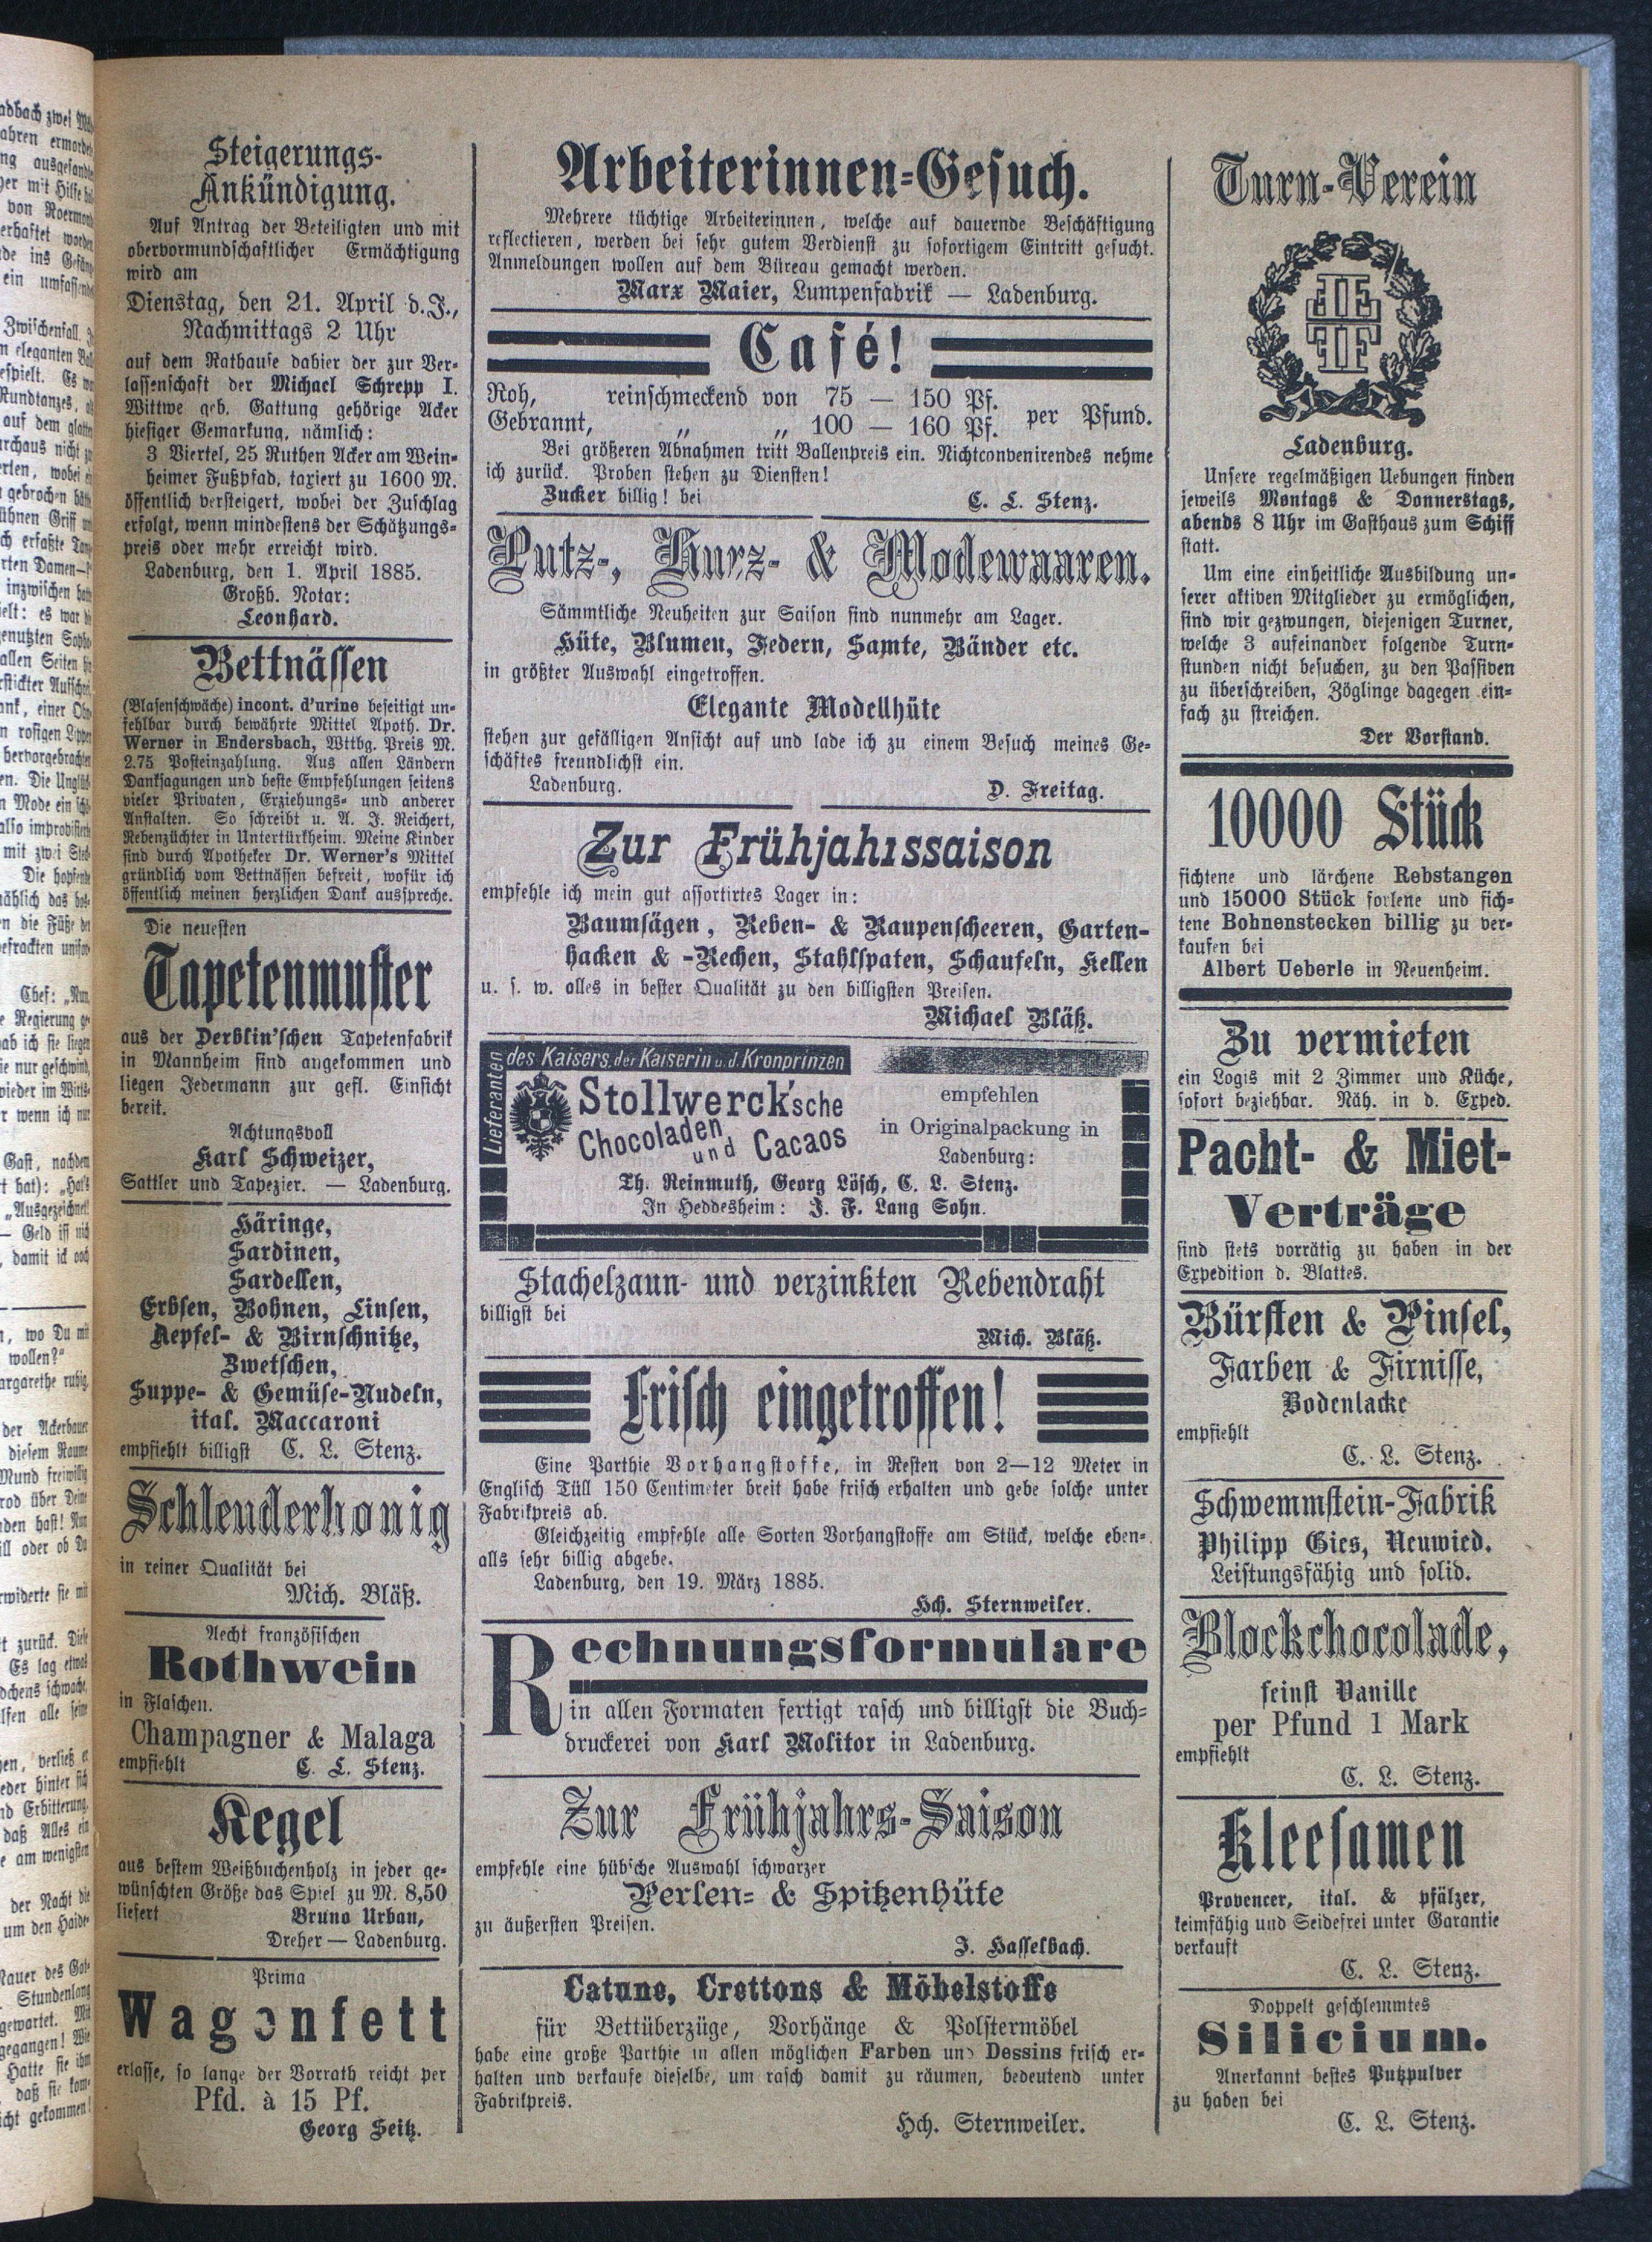 Steigerungs-
Ankündigung.
Auf Antrag der Beteiligten und mit
obervormundschaftlicher Ermächtigung
wird am
Dienstag, den 21. April d. J.,
Nachmittags 2 Uhr
auf dem Rathause dahier der zur Ver-
lassenschaft der Michael Schrepp I.
Wittwe geb. Gattung gehörige Acker
hiesiger Gemarkung, nämlich:
3 Viertel, 25 Ruthen Acker am Wein-
heimer Fußpfad, taxiert zu 1600 M.
öffentlich versteigert, wobei der Zuschlag
erfolgt, wenn mindestens der Schätzungs-
preis oder mehr erreicht wird.
Ladenburg, den 1. April 1885.
Großh. Notar:
Leonhard.
Bettnässen
(Blasenschwäche) incont. d'urine beseitigt un-
fehlbar durch bewährte Mittel Apoth. Dr.
Werner in Endersbach, Wttbg. Preis M.
2.75 Posteinzahlung. Aus allen Ländern
Danksagungen und beste Empfehlungen seitens
vieler Privaten, Erziehungs- und anderer
Anstalten. So schreibt u. A. J. Reichert,
Rebenzüchter in Untertürkheim. Meine Kinder
sind durch Apotheker Dr. Werner's Mittel
gründlich vom Bettnässen befreit, wofür ich
öffentlich meinen herzlichen Dank ausspreche.
Die neuesten
Tapetenmuster
aus der Derblin'schen Tapetenfabrik
in Mannheim sind angekommen und
liegen Jedermann zur gefl. Einsicht
bereit.
Achtungsvoll
Karl Schweizer,
Sattler und Tapezier. — Ladenburg.
Häringe,
Sardinen,
Sardellen,
Erbsen, Bohnen, Linsen,
Aepfel- & Birnschnitze,
Zwetschen,
Suppe- & Gemüse-Nudeln,
ital. Maccaroni
empfiehlt billigst C. L. Stenz.
Schleuderhonig
in reiner Qualität bei
Mich. Bläß.
Aecht französischen
Rothwein
in Flaschen.
Champagner & Malaga
empfiehlt C. L. Stenz.
Kegel
aus bestem Weißbuchenholz in jeder ge-
wünschten Größe das Spiel zu M. 8,50
liefert Bruno Urban,
Dreher — Ladenburg.
Prima
Wagenfett
erlasse, so lange der Vorrath reicht per
Pfd. à 15 Pf.
Georg Seitz.
Arbeiterinnen-Gesuch.
Mehrere tüchtige Arbeiterinnen, welche auf dauernde Beschäftigung
reflectieren, werden bei sehr gutem Verdienst zu sofortigem Eintritt gesucht.
Anmeldungen wollen auf dem Büreau gemacht werden.
Marx Maier, Lumpenfabrik — Ladenburg.
Café!
Roh, reinschmeckend von 75 — 150 Pf.
Gebrannt, „ „ 100 — 160 Pf. per Pfund.
Bei größeren Abnahmen tritt Ballenpreis ein. Nichtconvenirendes nehme
ich zurück. Proben stehen zu Diensten!
Zucker billig! bei C. L. Stenz.
Putz-, Kurz- & Modewaaren.
Sämmtliche Neuheiten zur Saison sind nunmehr am Lager.
Hüte, Blumen, Federn, Samte, Bänder etc.
in größter Auswahl eingetroffen.
Elegante Modellhüte
stehen zur gefälligen Ansicht auf und lade ich zu einem Besuch meines Ge-
schäftes freundlichst ein.
Ladenburg. D. Freitag.
Zur Frühjahrssaison
empfehle ich mein gut assortirtes Lager in:
Baumsägen, Reben- & Raupenscheeren, Garten-
hacken & -Rechen, Stahlspaten, Schaufeln, Kellen
u. s. w. alles in bester Qualität zu den billigsten Preisen.
Michael Bläß.
Lieferanten
des Kaisers, der Kaiserin u. d. Kronprinzen
Stollwerck'sche
Chocoladen
und Cacaos
empfehlen
in Originalpackung in
Ladenburg:
Th. Reinmuth, Georg Lösch, C. L. Stenz.
In Heddesheim: J. F. Lang Sohn.
Stachelzaun- und verzinkten Rebendraht
billigst bei
Mich. Bläß.
Frisch eingetroffen!
Eine Parthie Vorhangstoffe, in Resten von 2—12 Meter in
Englisch Tüll 150 Centimeter breit habe frisch erhalten und gebe solche unter
Fabrikpreis ab.
Gleichzeitig empfehle alle Sorten Vorhangstoffe am Stück, welche eben-
alls sehr billig abgebe.
Ladenburg, den 19. März 1885.
Hch. Sternweiler.
Rechnungsformulare
in allen Formaten fertigt rasch und billigst die Buch-
druckerei von Karl Molitor in Ladenburg.
Zur Frühjahrs-Saison
empfehle eine hübsche Auswahl schwarzer
Perlen- & Spitzenhüte
zu äußersten Preisen.
J. Hasselbach.
Catune, Crettons & Möbelstoffe
für Bettüberzüge, Vorhänge & Polstermöbel
habe eine große Parthie in allen möglichen Farben und Dessins frisch er-
halten und verkaufe dieselbe, um rasch damit zu räumen, bedeutend unter
Fabrikpreis.
Hch. Sternweiler.
Turn-Verein
Ladenburg.
Unsere regelmäßigen Uebungen finden
jeweils Montags & Donnerstags,
abends 8 Uhr im Gasthaus zum Schiff
statt.
Um eine einheitliche Ausbildung un-
serer aktiven Mitglieder zu ermöglichen,
sind wir gezwungen, diejenigen Turner,
welche 3 aufeinander folgende Turn-
stunden nicht besuchen, zu den Passiven
zu überschreiben, Zöglinge dagegen ein-
fach zu streichen.
Der Vorstand.
10000 Stück
fichtene und lärchene Rebstangen
und 15000 Stück forlene und fich-
tene Bohnenstecken billig zu ver-
kaufen bei
Albert Ueberle in Neuenheim.
Zu vermieten
ein Logis mit 2 Zimmer und Küche,
sofort beziehbar. Näh. in d. Exped.
Pacht- & Miet-
Verträge
sind stets vorrätig zu haben in der
Expedition d. Blattes.
Bürsten & Pinsel,
Farben & Firnisse,
Bodenlacke
empfiehlt
C. L. Stenz.
Schwemmstein-Fabrik
Philipp Gies, Neuwied.
Leistungsfähig und solid.
Blockchocolade,
feinst Vanille
per Pfund 1 Mark
empfiehlt
C. L. Stenz.
Kleesamen
Provencer, ital. & pfälzer,
keimfähig und Seidefrei unter Garantie
verkauft
C. L. Stenz.
Doppelt geschlemmtes
Silicium.
Anerkannt bestes Putzpulver
zu haben bei
C. L. Stenz.